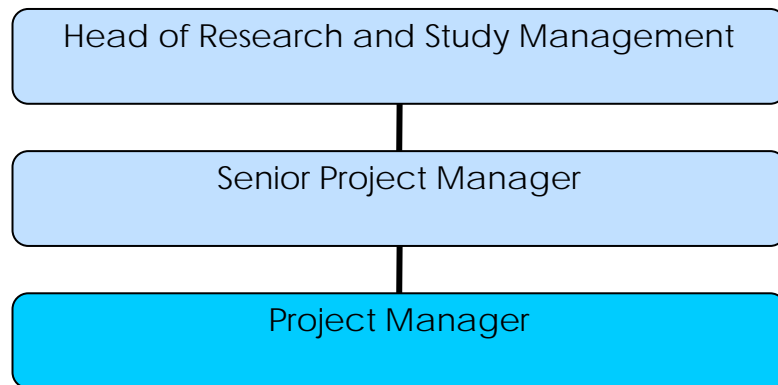 Head of Research and Study Management
Senior Project Manager
Project Manager